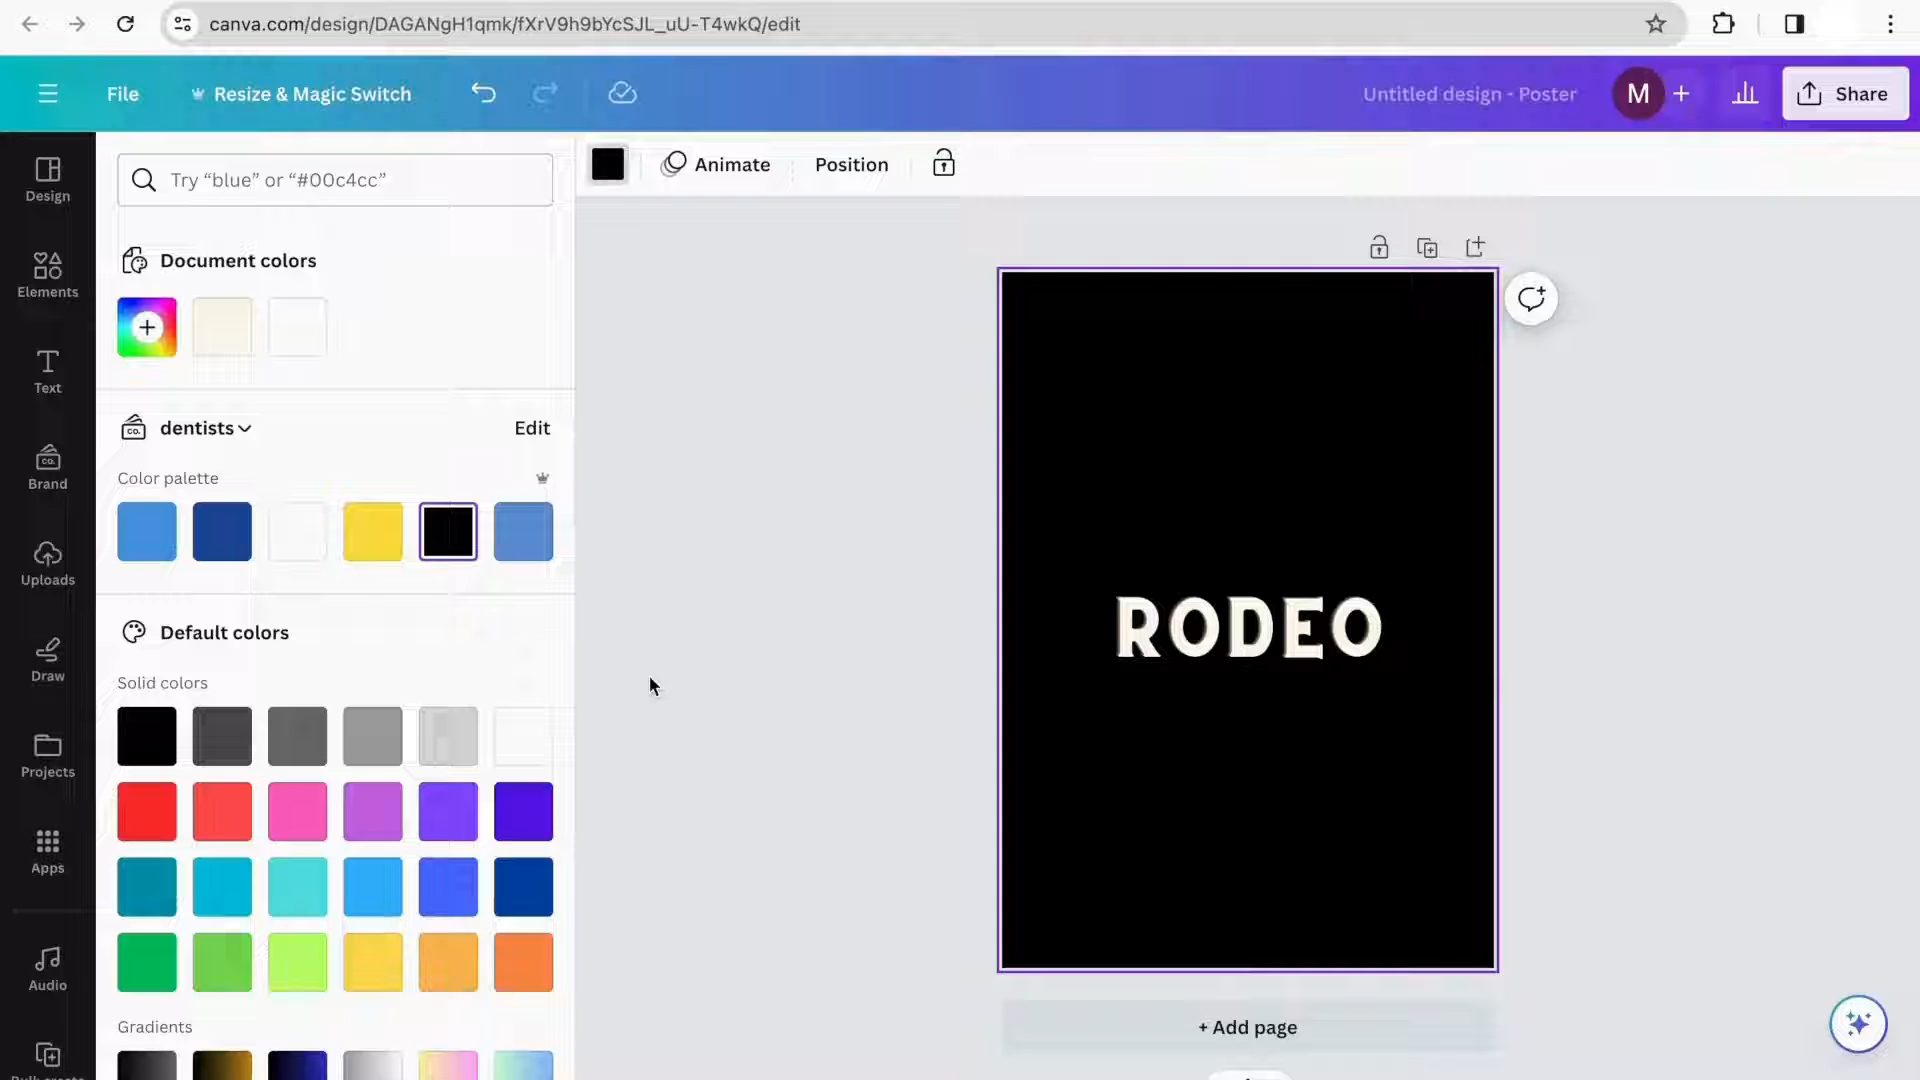 canva.com/design/DAGANgH1qmk/fXrV9h9bYcSJL_uU-T4wkQ/edit
File
Resize & Magic Switch
Untitled design - Poster
M
Share
Design
Elements
Text
Brand
Uploads
Draw
Projects
Apps
Audio
Try “blue” or “#00c4cc”
Document colors
dentists
Edit
Color palette
Default colors
Solid colors
Gradients
Animate
Position
RODEO
+ Add page